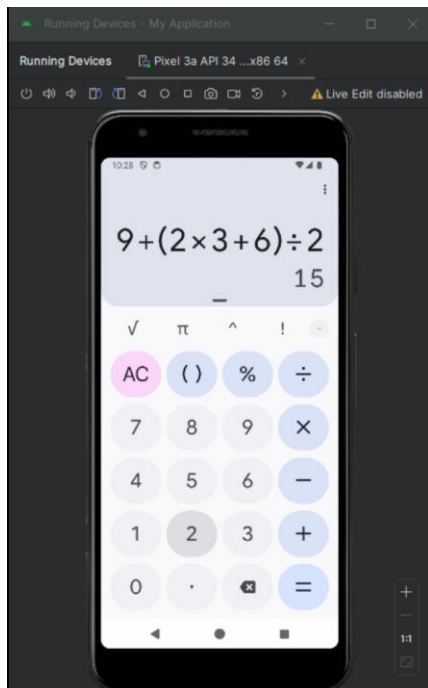 Running Devices - My Application
Running Devices Pixel 3a API 34 ...x86 64 ×
Live Edit disabled
10:28
9+(2×3+6)÷2
15
√ π ^ !
AC ( ) % ÷
7 8 9 ×
4 5 6 −
1 2 3 +
0 . =
1:1